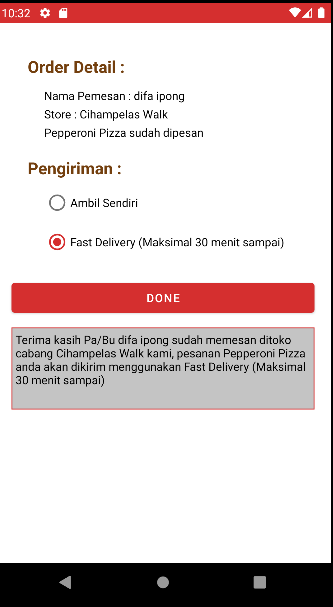 10:32
Order Detail :
Nama Pemesan : difa ipong
Store : Cihampelas Walk
Pepperoni Pizza sudah dipesan
Pengiriman :
Ambil Sendiri
Fast Delivery (Maksimal 30 menit sampai)
DONE
Terima kasih Pa/Bu difa ipong sudah memesan ditoko
cabang Cihampelas Walk kami, pesanan Pepperoni Pizza
anda akan dikirim menggunakan Fast Delivery (Maksimal
30 menit sampai)